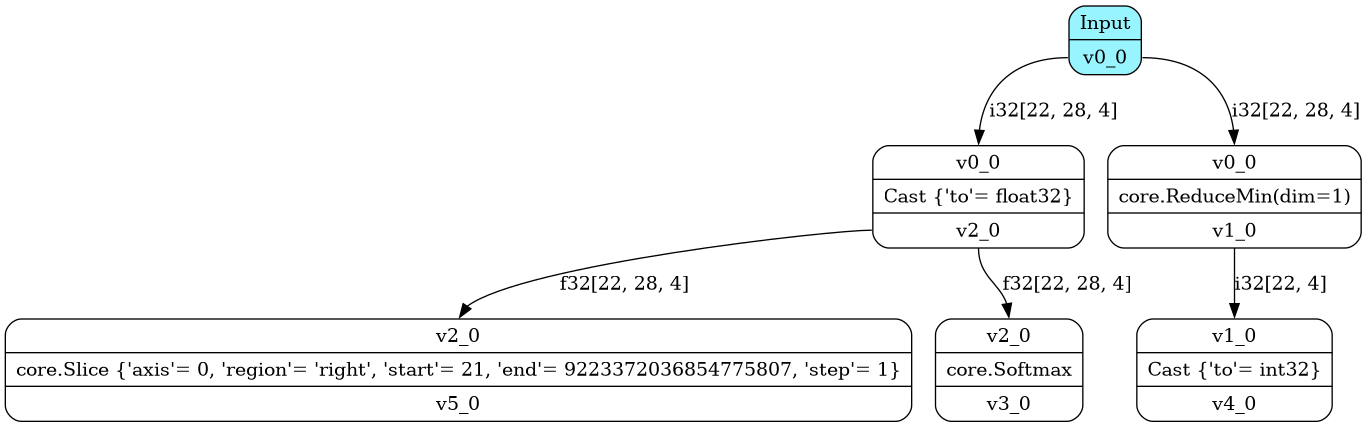 Input
v0_0
i32[22, 28, 4]
i32[22, 28, 4]
v0_0
Cast {'to'= float32}
v2_0
v0_0
core.ReduceMin(dim=1)
v1_0
f32[22, 28, 4]
f32[22, 28, 4]
i32[22, 4]
v2_0
core.Slice {'axis'= 0, 'region'= 'right', 'start'= 21, 'end'= 9223372036854775807, 'step'= 1}
v5_0
v2_0
core.Softmax
v3_0
v1_0
Cast {'to'= int32}
v4_0